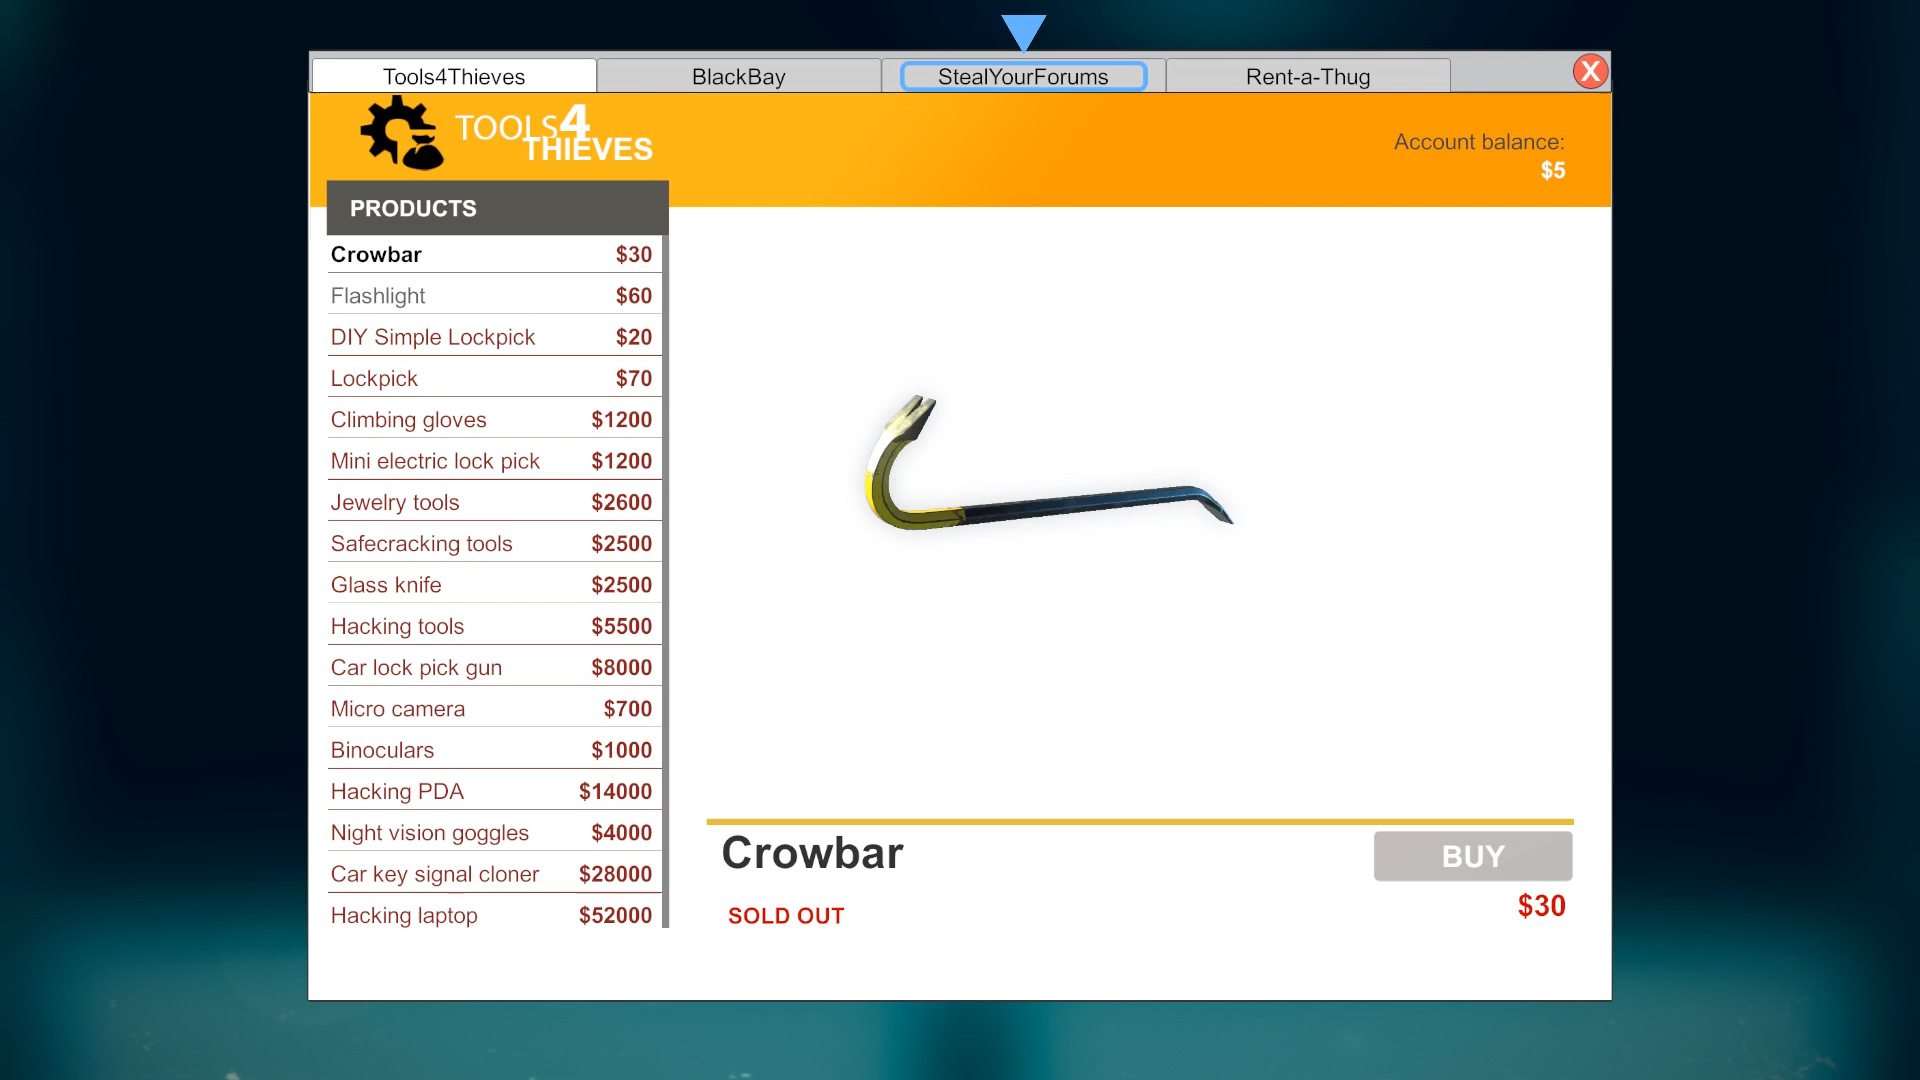 Tools4Thieves BlackBay StealYourForums Rent-a-Thug X
TOOLS4
THIEVES
Account balance:
$5
PRODUCTS
Crowbar $30
Flashlight $60
DIY Simple Lockpick $20
Lockpick $70
Climbing gloves $1200
Mini electric lock pick $1200
Jewelry tools $2600
Safecracking tools $2500
Glass knife $2500
Hacking tools $5500
Car lock pick gun $8000
Micro camera $700
Binoculars $1000
Hacking PDA $14000
Night vision goggles $4000
Car key signal cloner $28000
Hacking laptop $52000
Crowbar
BUY
SOLD OUT
$30